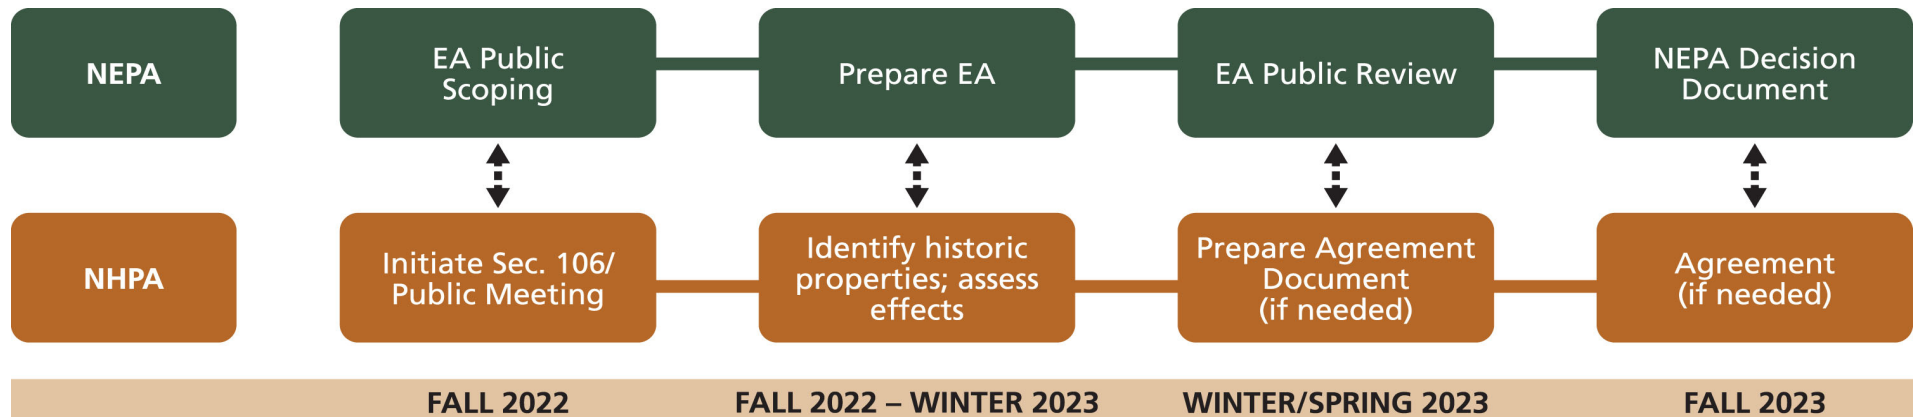 NEPA
EA Public
Scoping
Prepare EA
EA Public Review
NEPA Decision
Document
NHPA
Initiate Sec. 106/
Public Meeting
Identify historic
properties; assess
effects
Prepare Agreement
Document
(if needed)
Agreement
(if needed)
FALL 2022
FALL 2022 – WINTER 2023
WINTER/SPRING 2023
FALL 2023